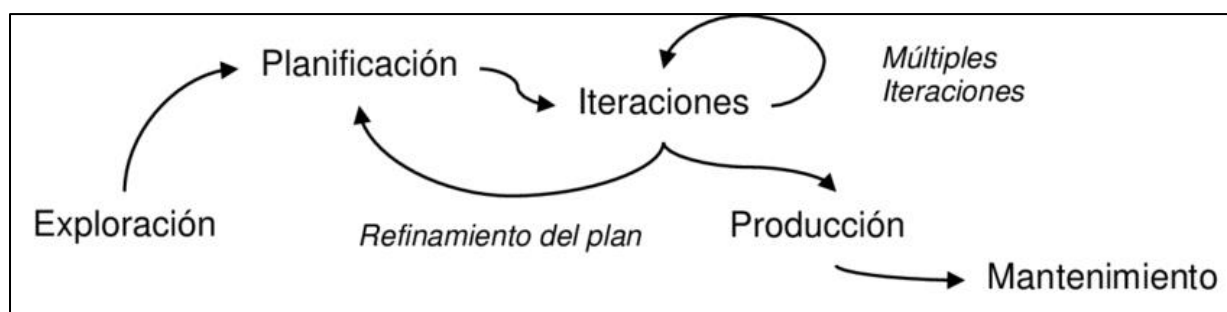 Planificación
Múltiples
Iteraciones
Iteraciones
Exploración
Refinamiento del plan
Producción
Mantenimiento